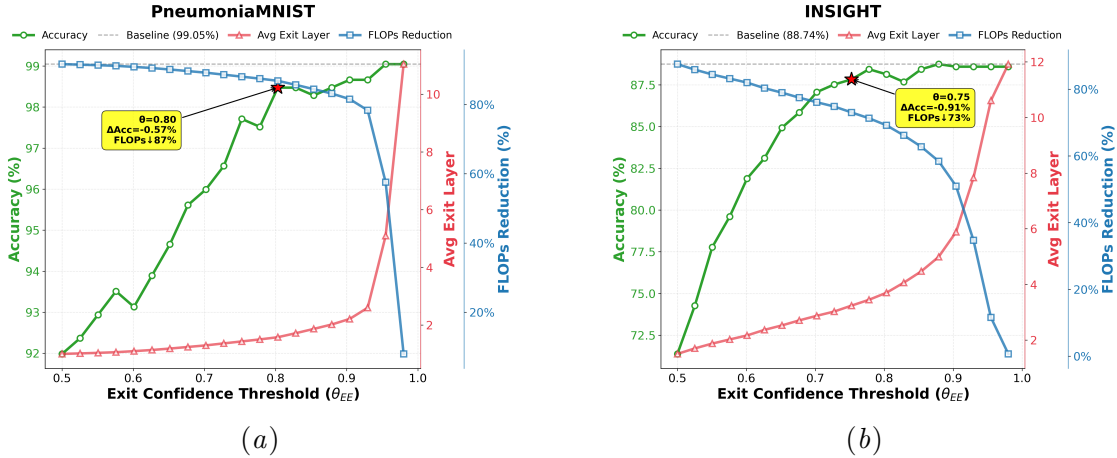 PneumoniaMNIST
Accuracy
Baseline (99.05%)
Avg Exit Layer
FLOPs Reduction
99
98
97
96
95
94
93
92
Accuracy (%)
θ=0.80
ΔAcc=-0.57%
FLOPs↓87%
10
8
6
4
2
Avg Exit Layer
80%
60%
40%
20%
FLOPs Reduction (%)
0.5 0.6 0.7 0.8 0.9 1.0
Exit Confidence Threshold (θ_EE)
(a)
INSIGHT
Accuracy
Baseline (88.74%)
Avg Exit Layer
FLOPs Reduction
87.5
85.0
82.5
80.0
77.5
75.0
72.5
Accuracy (%)
θ=0.75
ΔAcc=-0.91%
FLOPs↓73%
12
10
8
6
4
2
Avg Exit Layer
80%
60%
40%
20%
0%
FLOPs Reduction (%)
0.5 0.6 0.7 0.8 0.9 1.0
Exit Confidence Threshold (θ_EE)
(b)